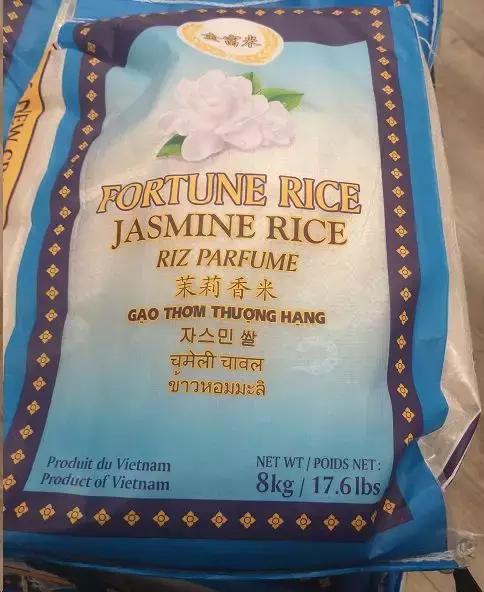 FORTUNE RICE
JASMINE RICE
RIZ PARFUME
茉莉香米
GẠO THƠM THƯỢNG HẠNG
자스민 쌀
चमेली चावल
ข้าวหอมมะลิ
Produit du Vietnam
Product of Vietnam
NET WT / POIDS NET :
8kg / 17.6lbs